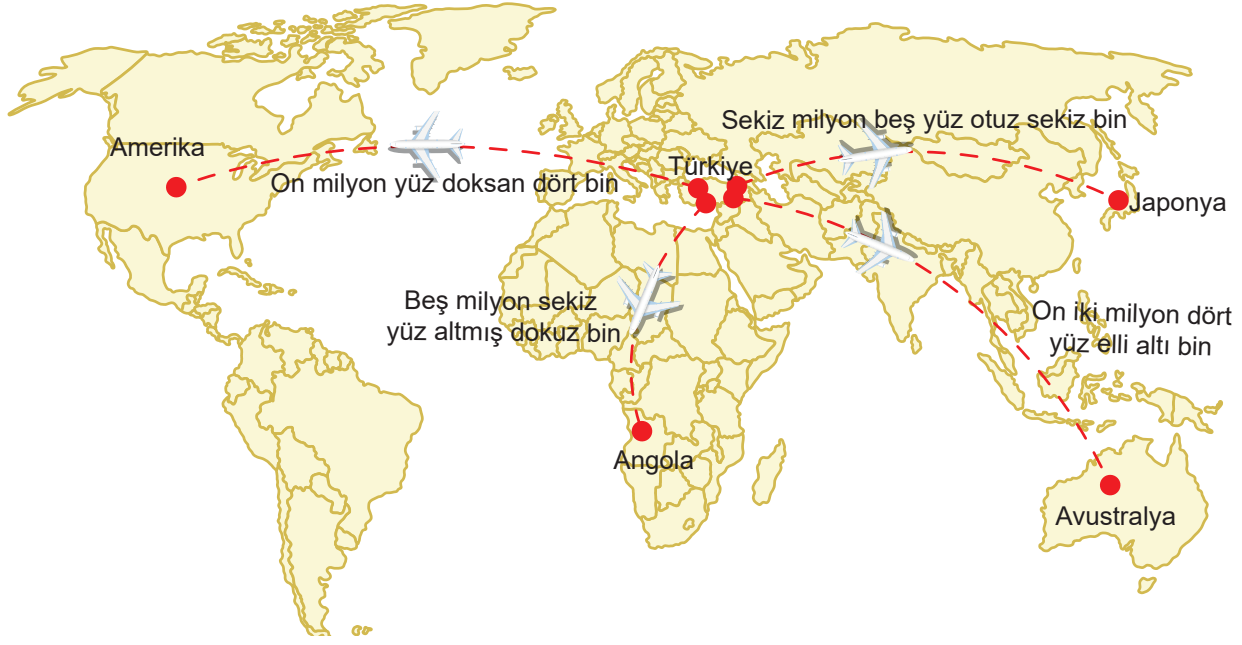 Sekiz milyon beş yüz otuz sekiz bin
Amerika
Türkiye
On milyon yüz doksan dört bin
Japonya
Beş milyon sekiz
yüz altmış dokuz bin
On iki milyon dört
yüz elli altı bin
Angola
Avustralya